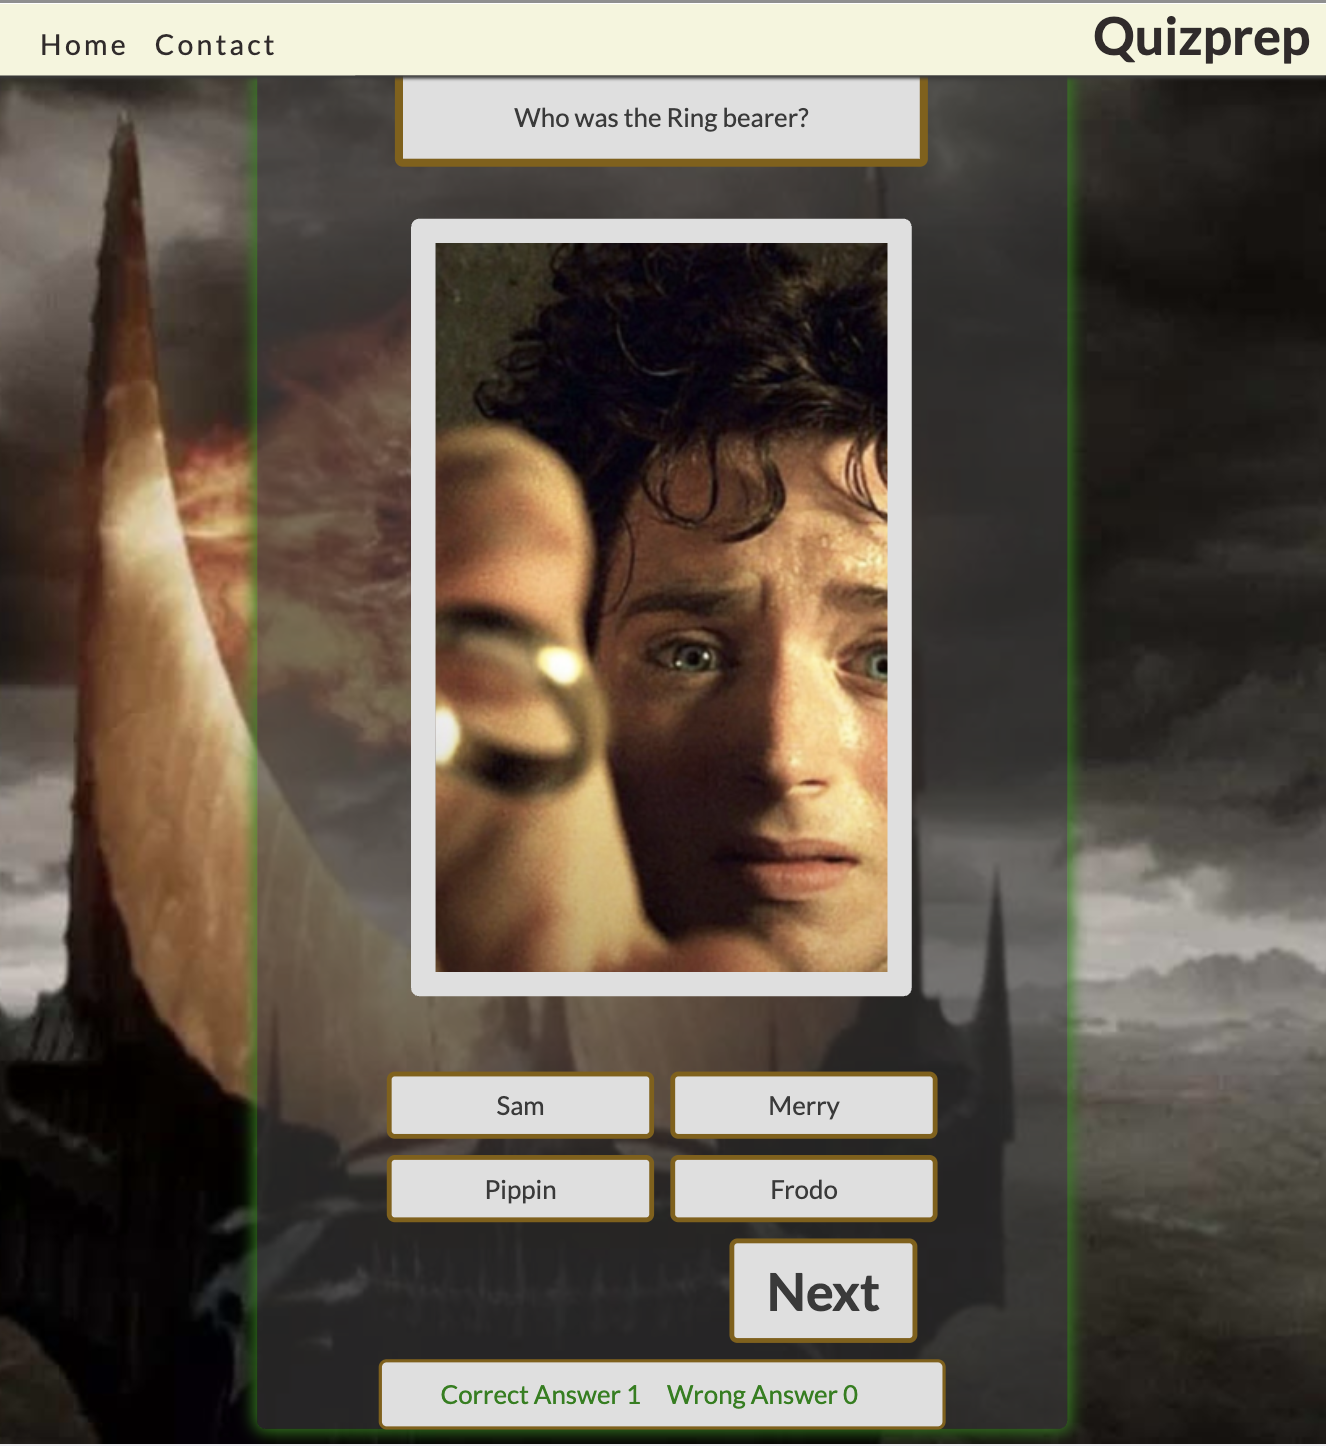 Home Contact Quizprep
Who was the Ring bearer?
Sam Merry
Pippin Frodo
Next
Correct Answer 1 Wrong Answer 0